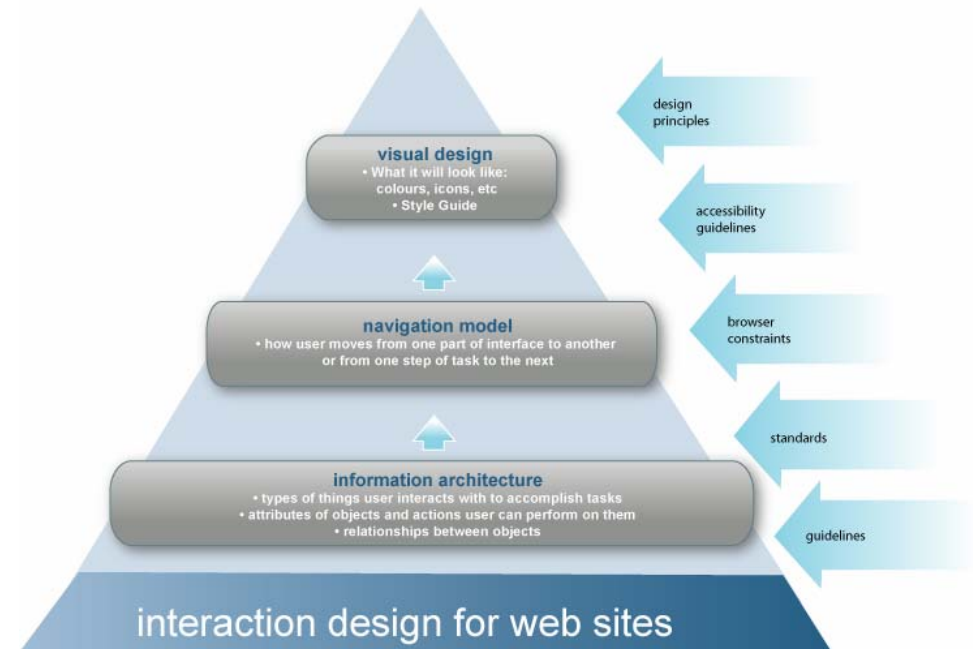 design
principles
visual design
• What it will look like:
colours, icons, etc
• Style Guide
accessibility
guidelines
navigation model
• how user moves from one part of interface to another
or from one step of task to the next
browser
constraints
standards
information architecture
• types of things user interacts with to accomplish tasks
• attributes of objects and actions user can perform on them
• relationships between objects
guidelines
interaction design for web sites